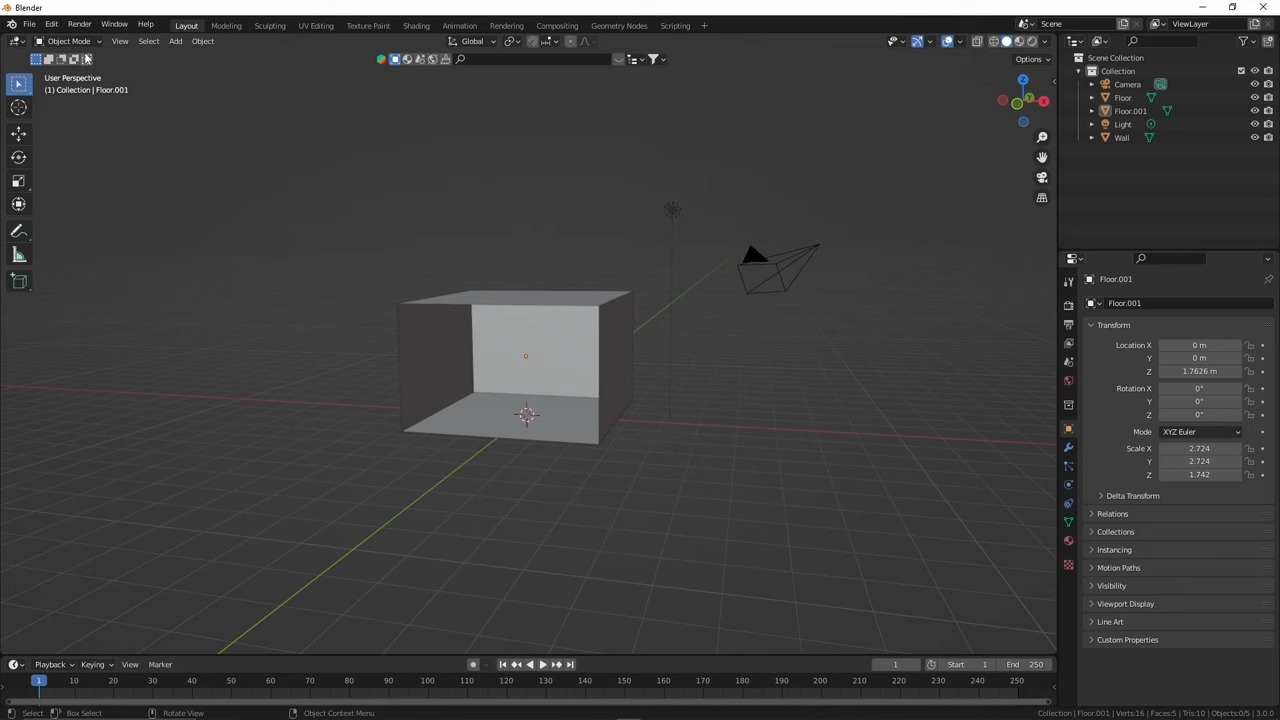 Blender
File Edit Render Window Help Layout Modeling Sculpting UV Editing Texture Paint Shading Animation Rendering Compositing Geometry Nodes Scripting + Scene ViewLayer
Object Mode View Select Add Object Global
Options
User Perspective
(1) Collection | Floor.001
Z
Y
X
Scene Collection
Collection
Camera
Floor
Floor.001
Light
Wall
Floor.001
Floor.001
Transform
Location X 0 m
Y 0 m
Z 1.7626 m
Rotation X 0°
Y 0°
Z 0°
Mode XYZ Euler
Scale X 2.724
Y 2.724
Z 1.742
Delta Transform
Relations
Collections
Instancing
Motion Paths
Visibility
Viewport Display
Line Art
Custom Properties
Playback Keying View Marker 1 Start 1 End 250
1 10 20 30 40 50 60 70 80 90 100 110 120 130 140 150 160 170 180 190 200 210 220 230 240 250
Select Box Select Rotate View Object Context Menu Collection | Floor.001 | Verts:16 | Faces:5 | Tris:10 | Objects:0/5 | 3.0.0